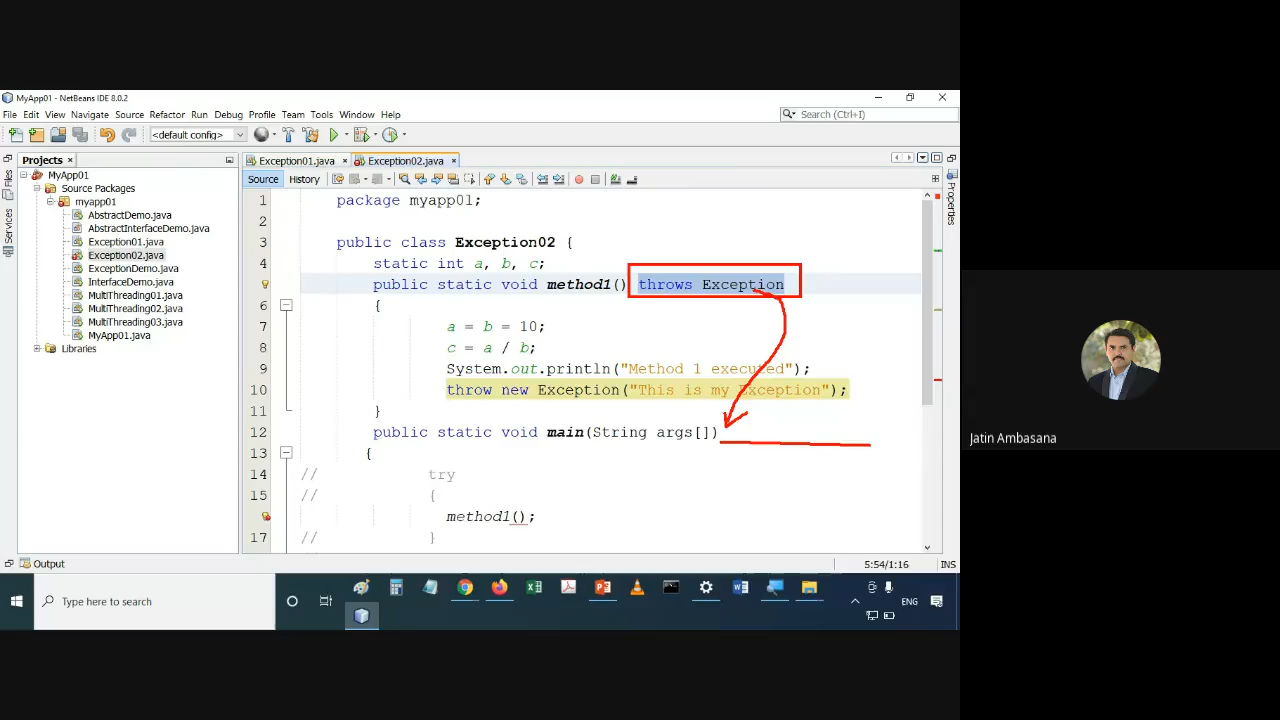 MyApp01 - NetBeans IDE 8.0.2
File Edit View Navigate Source Refactor Run Debug Profile Team Tools Window Help
Search (Ctrl+I)
<default config>
Projects
Exception01.java
Exception02.java
Files
Services
Properties
MyApp01
Source Packages
myapp01
AbstractDemo.java
AbstractInterfaceDemo.java
Exception01.java
Exception02.java
ExceptionDemo.java
InterfaceDemo.java
MultiThreading01.java
MultiThreading02.java
MultiThreading03.java
MyApp01.java
Libraries
Source History
1 package myapp01;
2
3 public class Exception02 {
4 static int a, b, c;
public static void method1() throws Exception
6 {
7 a = b = 10;
8 c = a / b;
9 System.out.println("Method 1 executed");
10 throw new Exception("This is my Exception");
11 }
12 public static void main(String args[])
13 {
14 // try
15 // {
method1();
17 // }
Output
5:54/1:16 INS
Type here to search
ENG
Jatin Ambasana